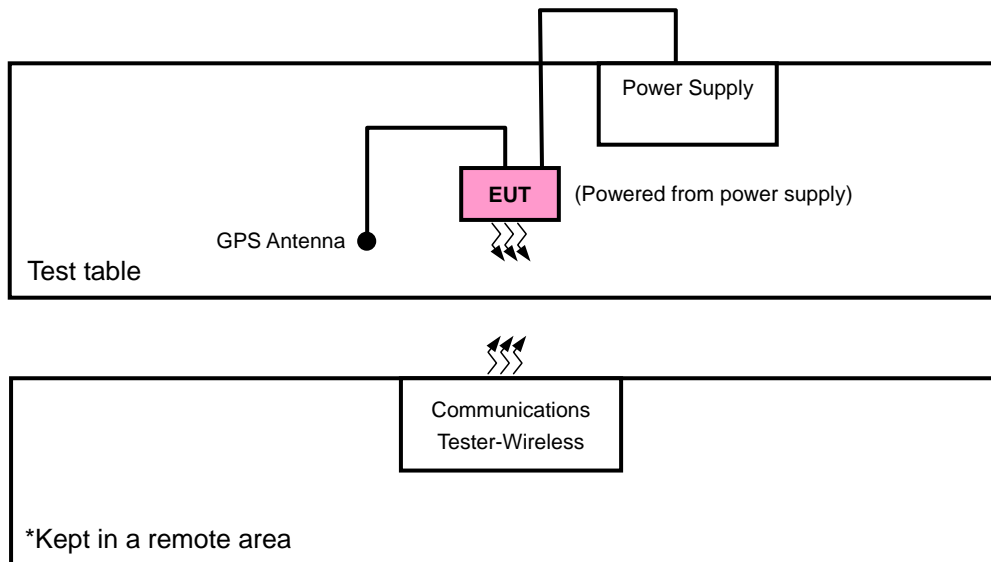 Power Supply
EUT
(Powered from power supply)
GPS Antenna
Test table
Communications
Tester-Wireless
*Kept in a remote area